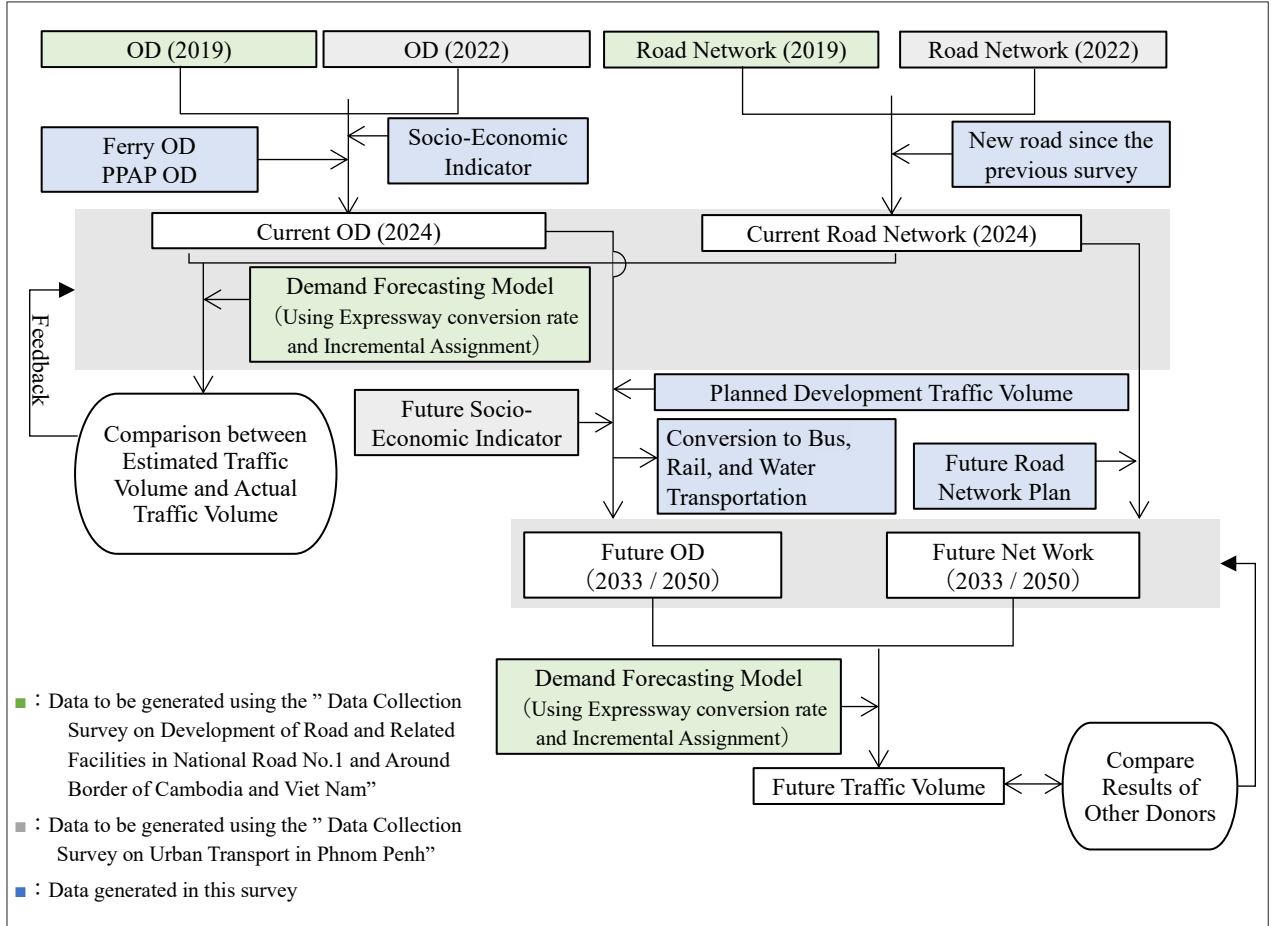 OD (2019)
OD (2022)
Road Network (2019)
Road Network (2022)
Ferry OD
PPAP OD
Socio-Economic
Indicator
New road since the
previous survey
Current OD (2024)
Current Road Network (2024)
Demand Forecasting Model
（Using Expressway conversion rate
and Incremental Assignment）
Feedback
Comparison between
Estimated Traffic
Volume and Actual
Traffic Volume
Planned Development Traffic Volume
Future Socio-
Economic Indicator
Conversion to Bus,
Rail, and Water
Transportation
Future Road
Network Plan
Future OD
（2033 / 2050）
Future Net Work
（2033 / 2050）
Demand Forecasting Model
（Using Expressway conversion rate
and Incremental Assignment）
Future Traffic Volume
Compare
Results of
Other Donors
■：Data to be generated using the ” Data Collection
Survey on Development of Road and Related
Facilities in National Road No.1 and Around
Border of Cambodia and Viet Nam”
■：Data to be generated using the ” Data Collection
Survey on Urban Transport in Phnom Penh”
■：Data generated in this survey